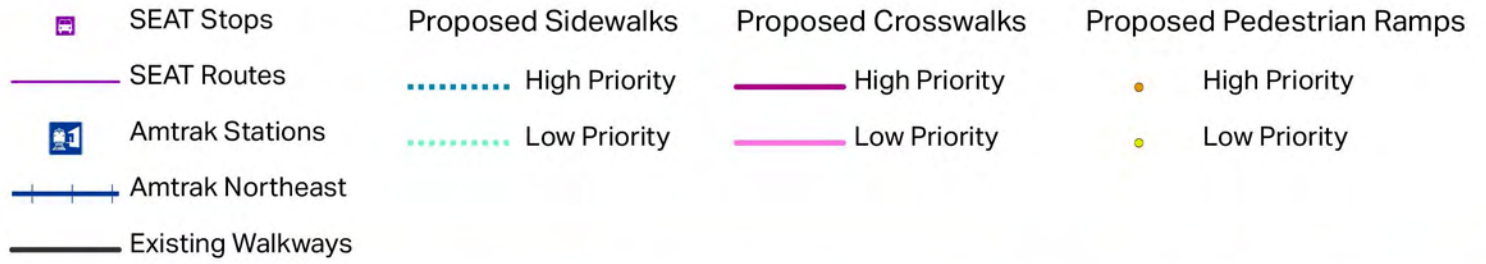 SEAT Stops
SEAT Routes
Amtrak Stations
Amtrak Northeast
Existing Walkways
Proposed Sidewalks
High Priority
Low Priority
Proposed Crosswalks
High Priority
Low Priority
Proposed Pedestrian Ramps
High Priority
Low Priority